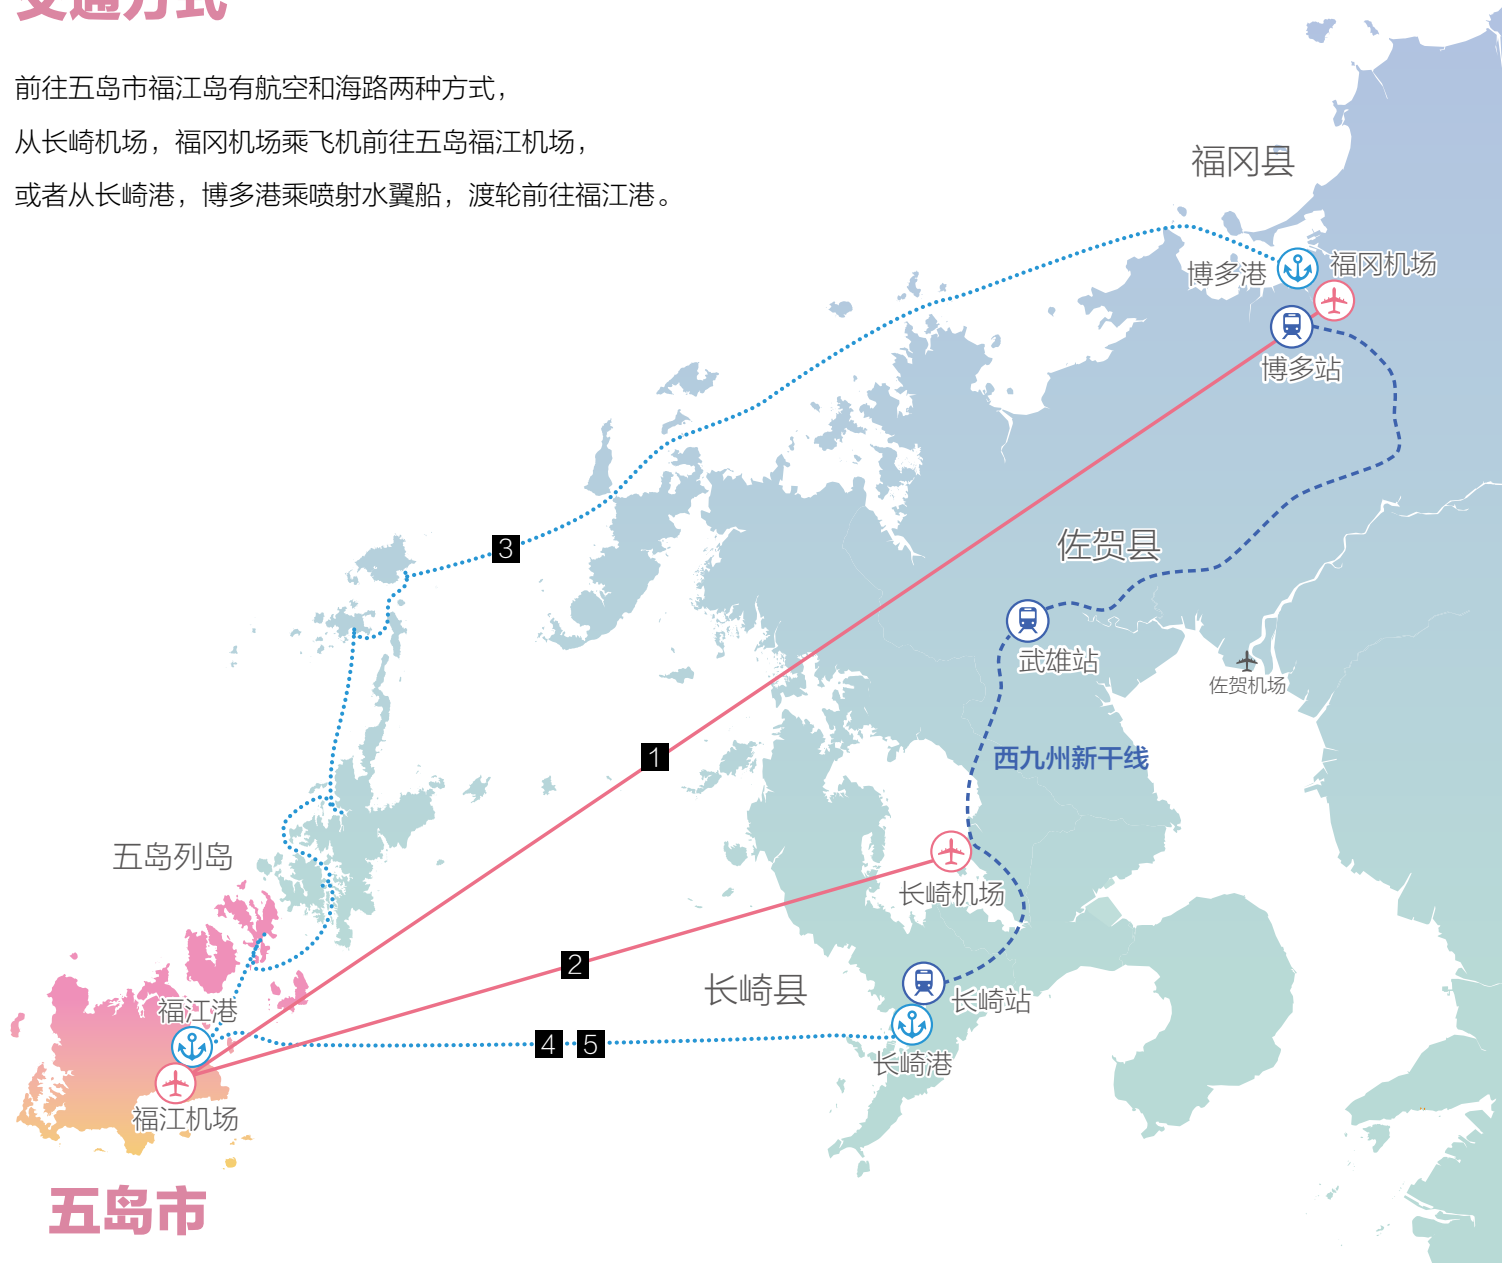 交通方式
前往五岛市福江岛有航空和海路两种方式，
从长崎机场，福冈机场乘飞机前往五岛福江机场，
或者从长崎港，博多港乘喷射水翼船，渡轮前往福江港。
福冈县
博多港
福冈机场
博多站
3
佐贺县
武雄站
佐贺机场
1
西九州新干线
五岛列岛
长崎机场
2
长崎县
长崎站
福江港
4 5
长崎港
福江机场
五岛市